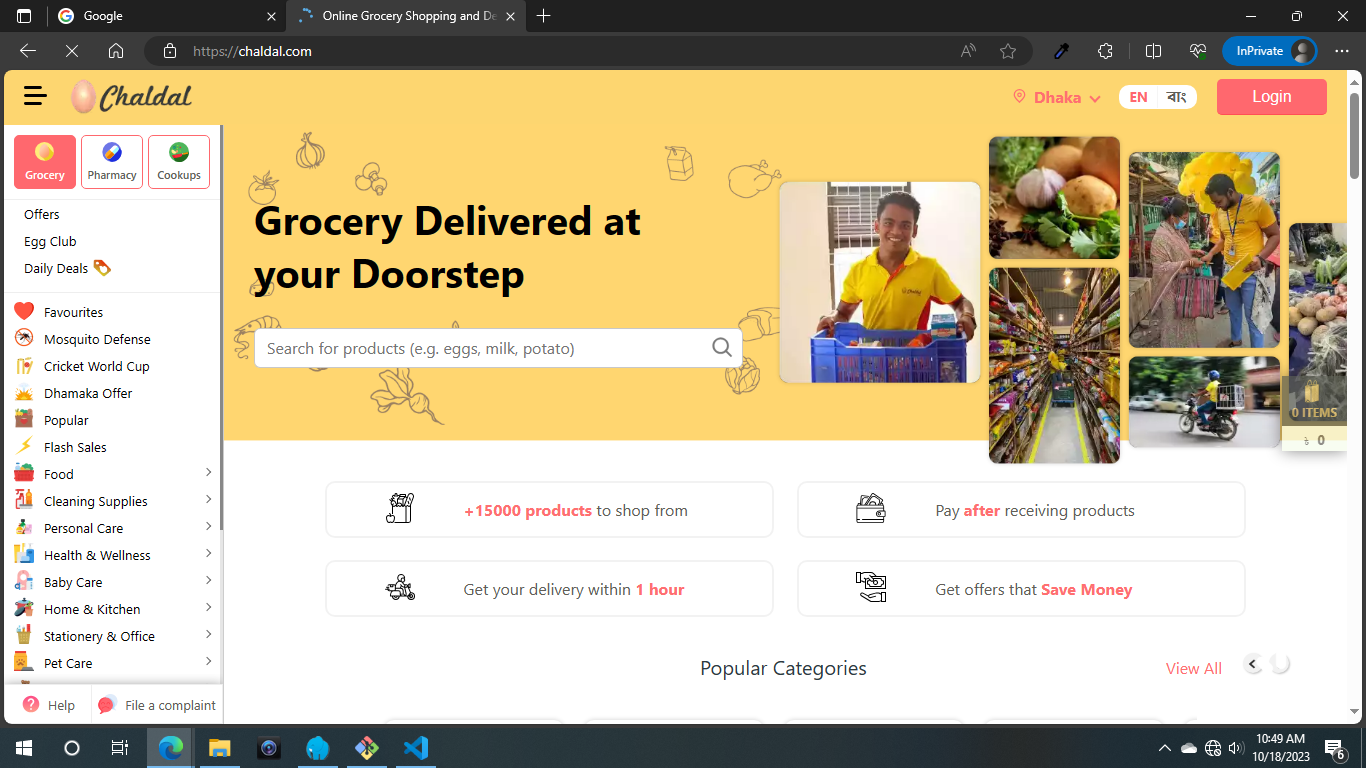 Google
Online Grocery Shopping and De
https://chaldal.com
InPrivate
Chaldal
Dhaka
EN
বাং
Login
Grocery
Pharmacy
Cookups
Offers
Egg Club
Daily Deals
Favourites
Mosquito Defense
Cricket World Cup
Dhamaka Offer
Popular
Flash Sales
Food
Cleaning Supplies
Personal Care
Health & Wellness
Baby Care
Home & Kitchen
Stationery & Office
Pet Care
Help
File a complaint
Grocery Delivered at
your Doorstep
Search for products (e.g. eggs, milk, potato)
0 ITEMS
৳ 0
+15000 products to shop from
Pay after receiving products
Get your delivery within 1 hour
Get offers that Save Money
Popular Categories
View All
10:49 AM
10/18/2023
6